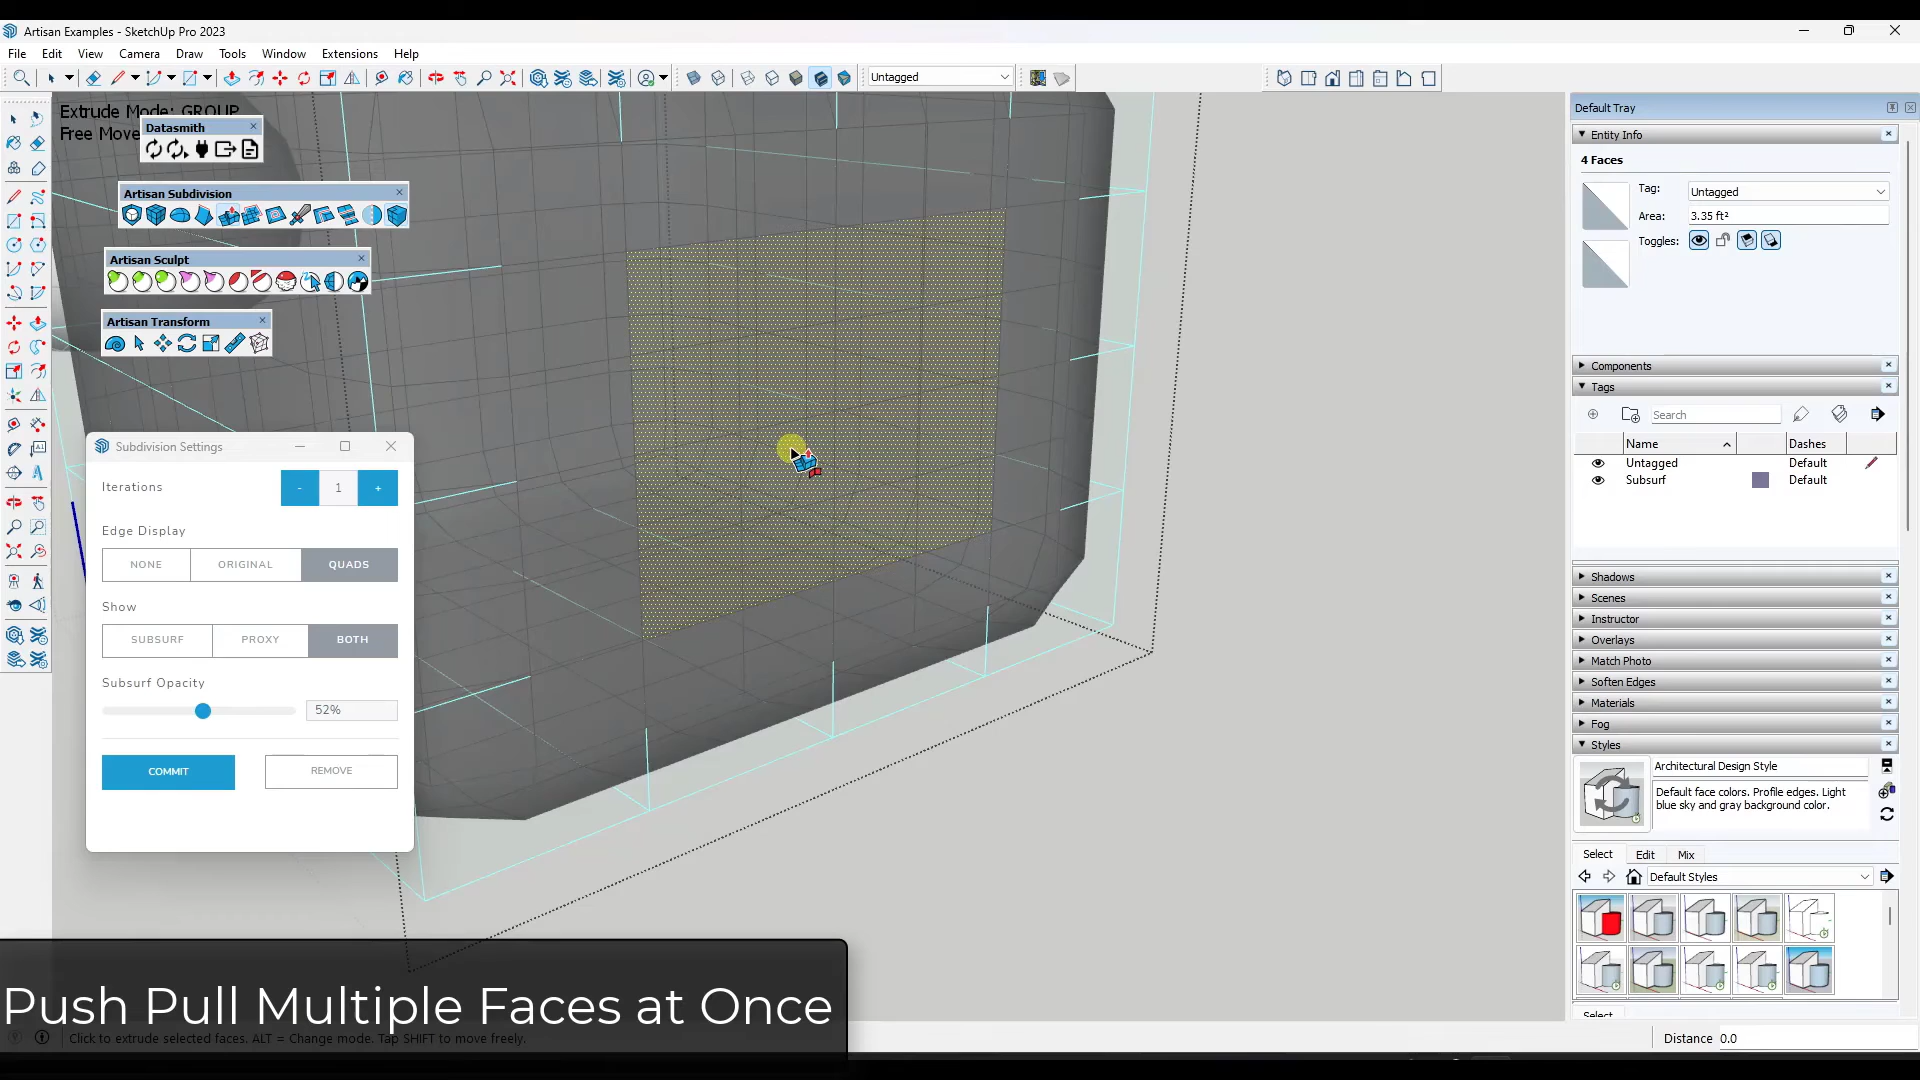 Artisan Examples - SketchUp Pro 2023
File Edit View Camera Draw Tools Window Extensions Help
Untagged
Extrude Mode: GROUP
Free Move
Datasmith
Artisan Subdivision
Artisan Sculpt
Artisan Transform
Subdivision Settings
Iterations - 1 +
Edge Display
NONE ORIGINAL QUADS
Show
SUBSURF PROXY BOTH
Subsurf Opacity
52%
COMMIT REMOVE
Default Tray
Entity Info
4 Faces
Tag: Untagged
Area: 3.35 ft²
Toggles:
Components
Tags
Search
Name Dashes
Untagged Default
Subsurf Default
Shadows
Scenes
Instructor
Overlays
Match Photo
Soften Edges
Materials
Fog
Styles
Architectural Design Style
Default face colors. Profile edges. Light
blue sky and gray background color.
Select Edit Mix
Default Styles
Select
Push Pull Multiple Faces at Once
Click to extrude selected faces. ALT = Change mode. Tap SHIFT to move freely.
Distance 0.0